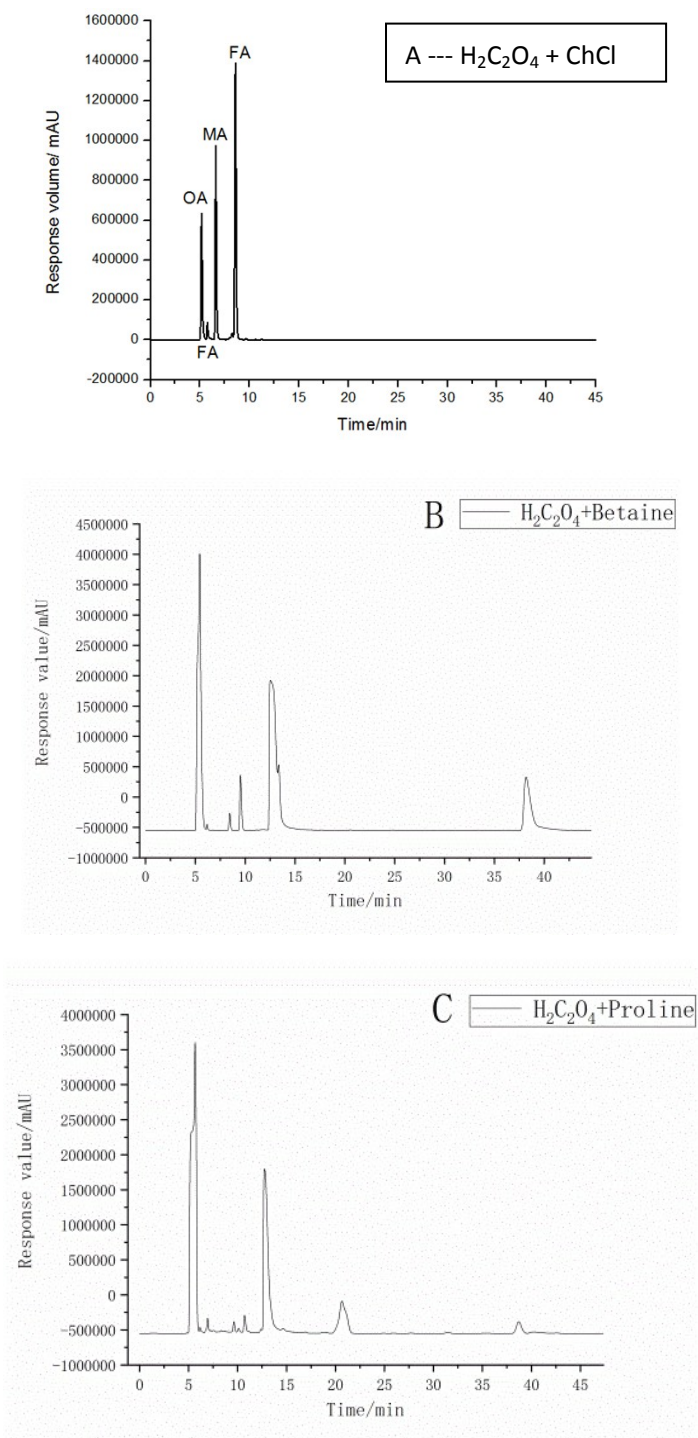 A --- H₂C₂O₄ + ChCl
1600000
1400000
1200000
1000000
800000
600000
400000
200000
0
-200000
Response volume/ mAU
OA
FA
MA
FA
0 5 10 15 20 25 30 35 40 45
Time/min
B
H₂C₂O₄+Betaine
4500000
4000000
3500000
3000000
2500000
2000000
1500000
1000000
500000
0
-500000
-1000000
Response value/mAU
0 5 10 15 20 25 30 35 40
Time/min
C
H₂C₂O₄+Proline
4000000
3500000
3000000
2500000
2000000
1500000
1000000
500000
0
-500000
-1000000
Response value/mAU
0 5 10 15 20 25 30 35 40 45
Time/min